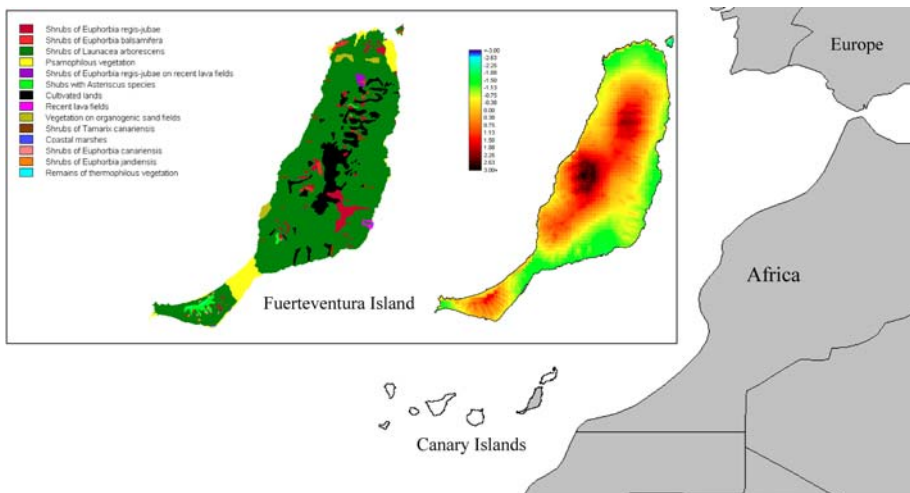 Shrubs of Euphorbia regis-jubae
Shrubs of Euphorbia balsamifera
Shrubs of Launacea arborescens
Psamophilous vegetation
Shrubs of Euphorbia regis-jubae on recent lava fields
Shubs with Asteriscus species
Cultivated lands
Recent lava fields
Vegetation on organogenic sand fields
Shrubs of Tamarix canariensis
Coastal marshes
Shrubs of Euphorbia canariensis
Shrubs of Euphorbia jandiensis
Remains of thermophilous vegetation
<-3.00
-2.63
-2.25
-1.88
-1.50
-1.13
-0.75
-0.38
0.00
0.38
0.75
1.13
1.50
1.88
2.25
2.63
3.00>
Fuerteventura Island
Europe
Africa
Canary Islands